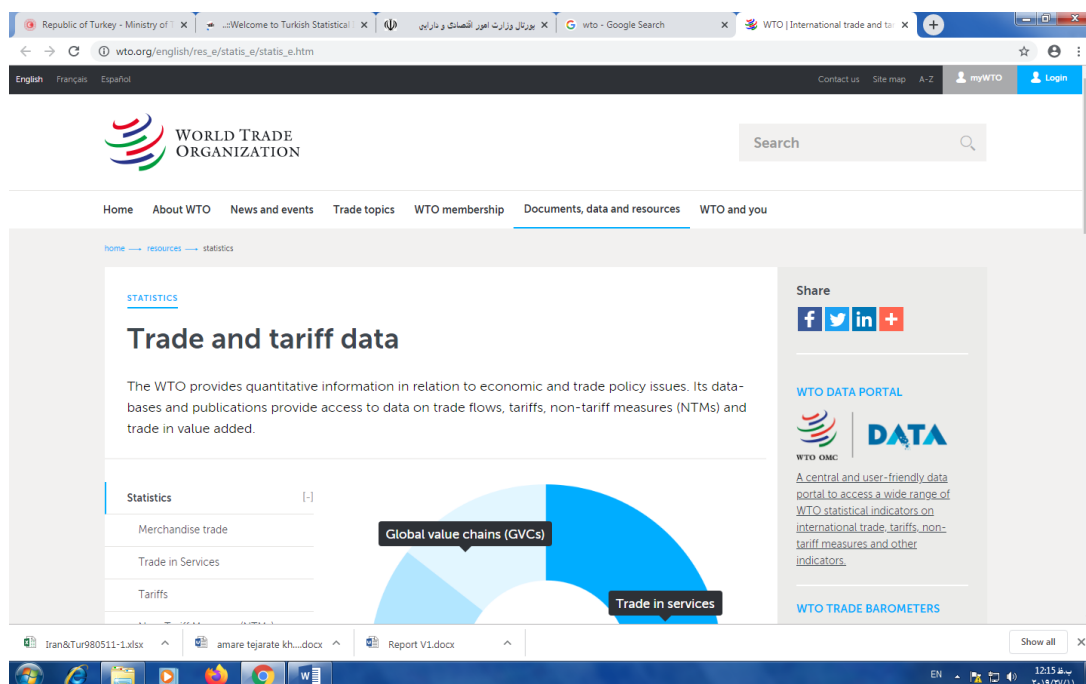 Republic of Turkey - Ministry of T
..::Welcome to Turkish Statistical
پورتال وزارت امور اقتصادی و دارایی
wto - Google Search
WTO | International trade and tar
wto.org/english/res_e/statis_e/statis_e.htm
English Français Español
Contact us Site map A-Z myWTO Login
WORLD TRADE
ORGANIZATION
Search
Home About WTO News and events Trade topics WTO membership Documents, data and resources WTO and you
home → resources → statistics
STATISTICS
Trade and tariff data
The WTO provides quantitative information in relation to economic and trade policy issues. Its data-
bases and publications provide access to data on trade flows, tariffs, non-tariff measures (NTMs) and
trade in value added.
Statistics [-]
Merchandise trade
Trade in Services
Tariffs
Global value chains (GVCs)
Trade in services
Share
WTO DATA PORTAL
WTO OMC
DATA
A central and user-friendly data
portal to access a wide range of
WTO statistical indicators on
international trade, tariffs, non-
tariff measures and other
indicators.
WTO TRADE BAROMETERS
Iran&Tur980511-1.xlsx
amare tejarate kh....docx
Report V1.docx
Show all
EN
12:15 ب.ظ